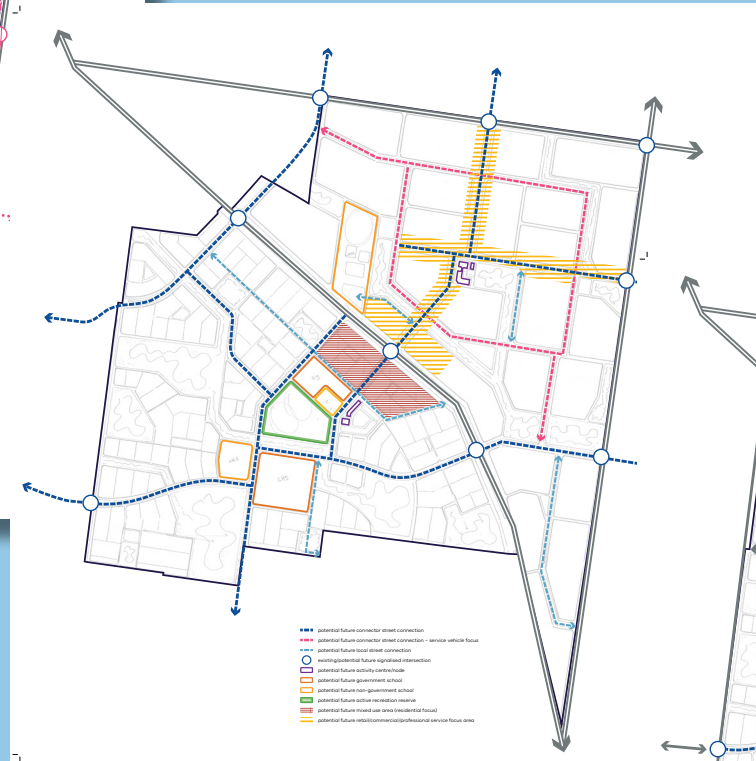 potential future connector street connection
potential future connector street connection – service vehicle focus
potential future local street connection
existing/potential future signalised intersection
potential future activity centre/node
potential future government school
potential future non-government school
potential future active recreation reserve
potential future mixed use area (residential focus)
potential future retail/commercial/professional service focus area